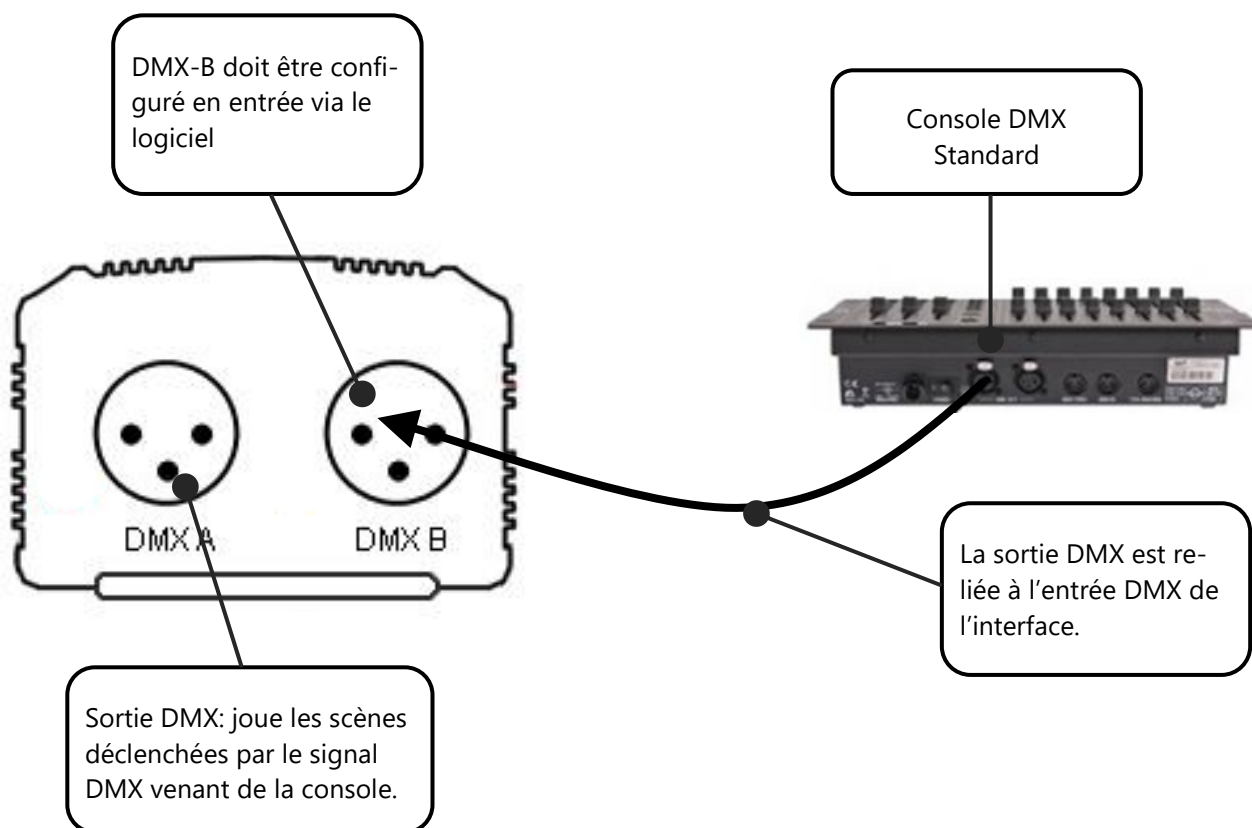 DMX-B doit être confi-
guré en entrée via le
logiciel
Console DMX
Standard
DMX A
DMX B
La sortie DMX est re-
liée à l’entrée DMX de
l’interface.
Sortie DMX: joue les scènes
déclenchées par le signal
DMX venant de la console.